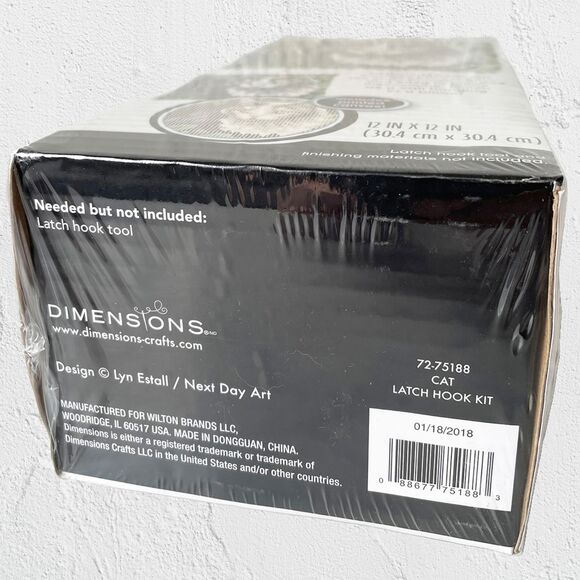 12 IN X 12 IN
(30.4 cm x 30.4 cm)
Latch hook tool and
finishing materials not included.
Needed but not included:
Latch hook tool
DIMENSIONS
www.dimensions-crafts.com
Design © Lyn Estall / Next Day Art
MANUFACTURED FOR WILTON BRANDS LLC,
WOODRIDGE, IL 60517 USA. MADE IN DONGGUAN, CHINA.
Dimensions is either a registered trademark or trademark of
Dimensions Crafts LLC in the United States and/or other countries.
72-75188
CAT
LATCH HOOK KIT
01/18/2018
0 88677 75188 3